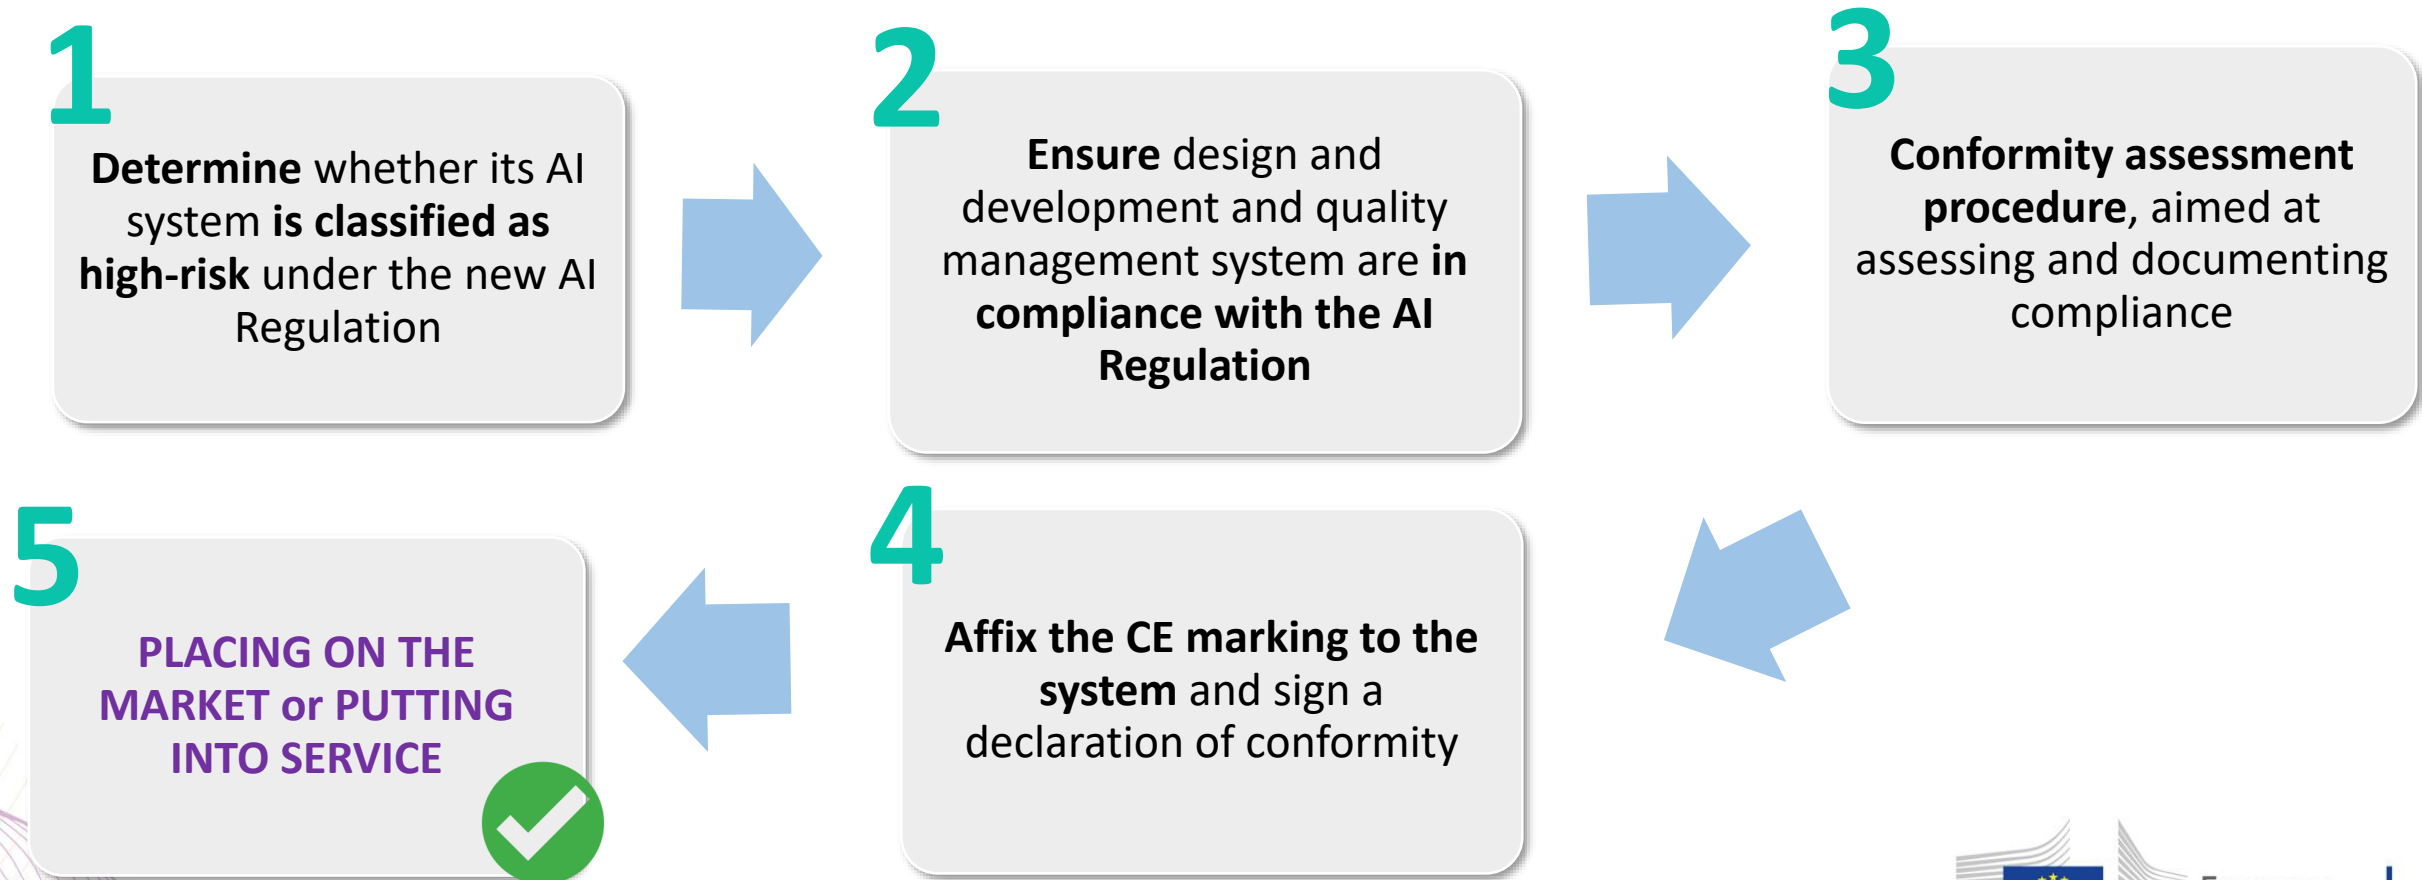 1
Determine whether its AI
system is classified as
high-risk under the new AI
Regulation
2
Ensure design and
development and quality
management system are in
compliance with the AI
Regulation
3
Conformity assessment
procedure, aimed at
assessing and documenting
compliance
4
Affix the CE marking to the
system and sign a
declaration of conformity
5
PLACING ON THE
MARKET or PUTTING
INTO SERVICE